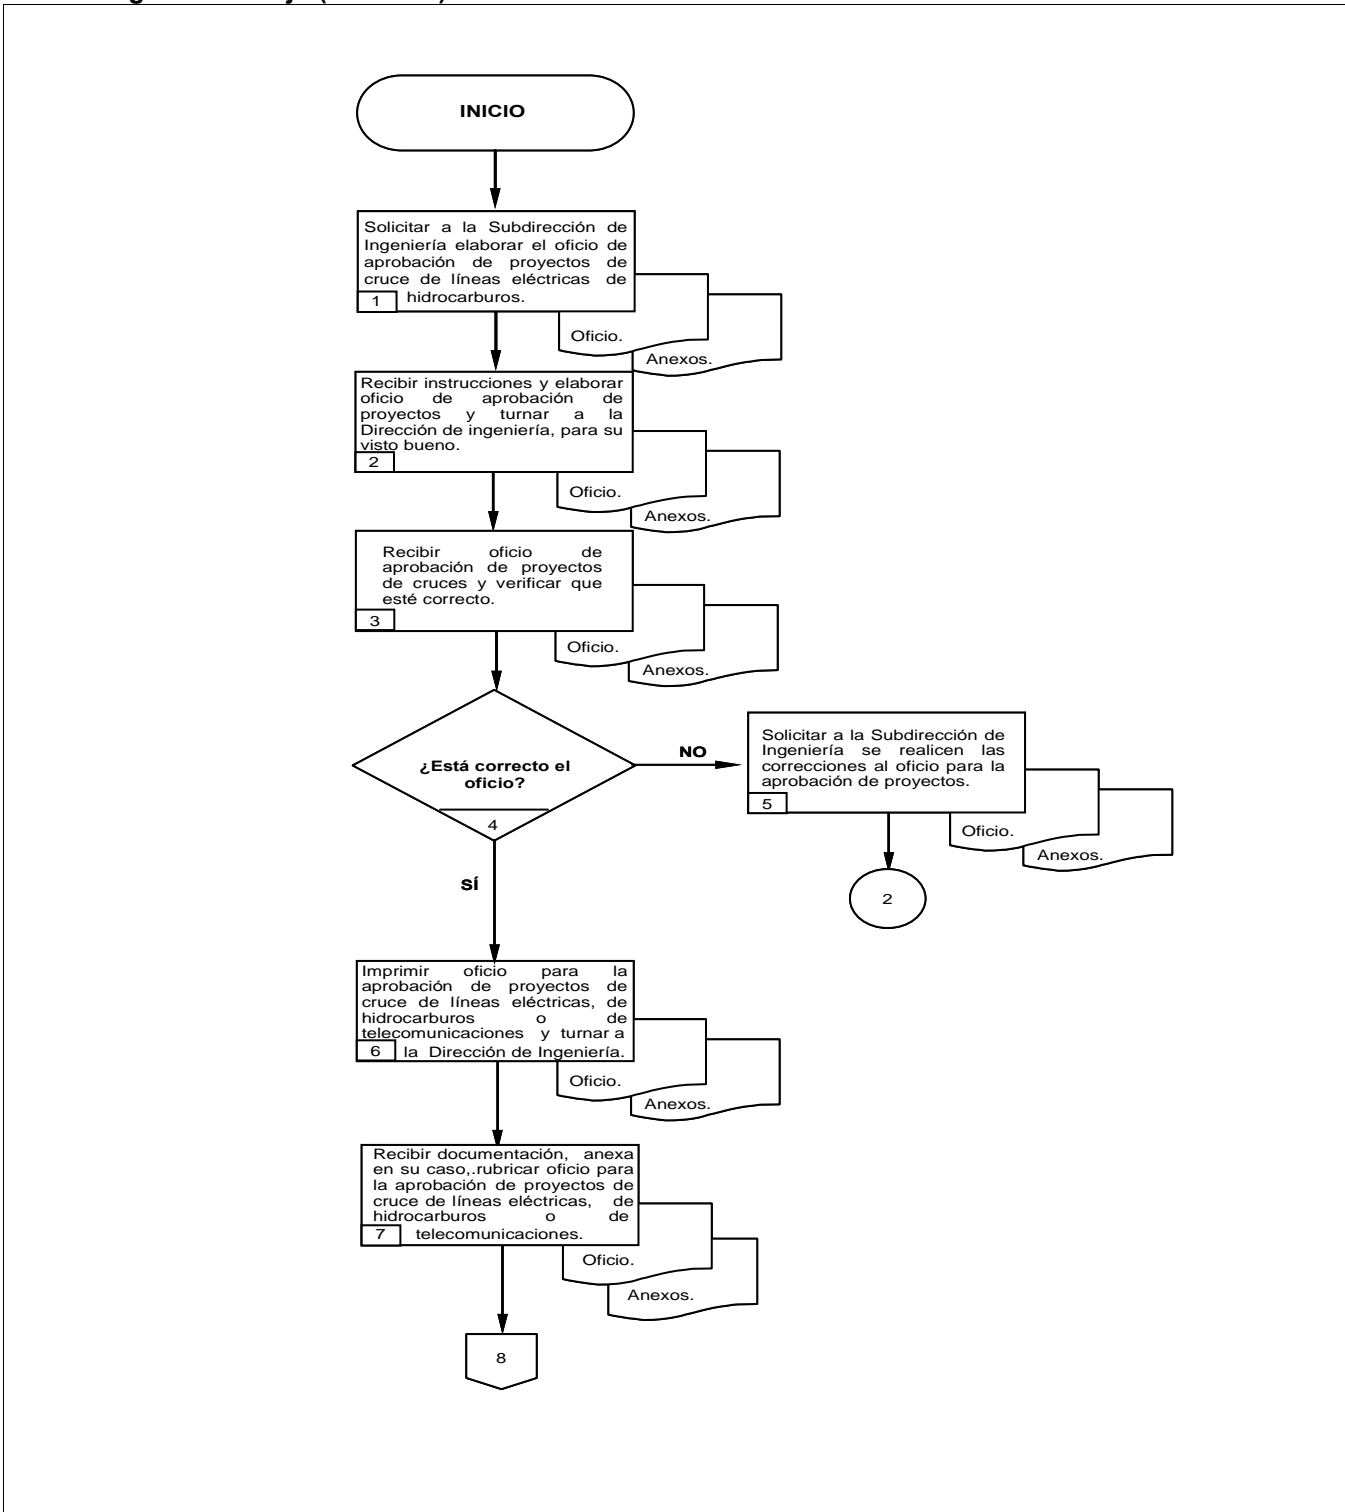 INICIO
Solicitar a la Subdirección de
Ingeniería elaborar el oficio de
aprobación de proyectos de
cruce de líneas eléctricas de
1 hidrocarburos.
Oficio.
Anexos.
Recibir instrucciones y elaborar
oficio de aprobación de
proyectos y turnar a la
Dirección de ingeniería, para su
visto bueno.
2
Oficio.
Anexos.
Recibir oficio de
aprobación de proyectos
de cruces y verificar que
esté correcto.
3
Oficio.
Anexos.
¿Está correcto el
oficio?
4
NO
Solicitar a la Subdirección de
Ingeniería se realicen las
correcciones al oficio para la
aprobación de proyectos.
5
Oficio.
Anexos.
2
SÍ
Imprimir oficio para la
aprobación de proyectos de
cruce de líneas eléctricas, de
hidrocarburos o de
telecomunicaciones y turnar a
6 la Dirección de Ingeniería.
Oficio.
Anexos.
Recibir documentación, anexa
en su caso,.rubricar oficio para
la aprobación de proyectos de
cruce de líneas eléctricas, de
hidrocarburos o de
7 telecomunicaciones.
Oficio.
Anexos.
8